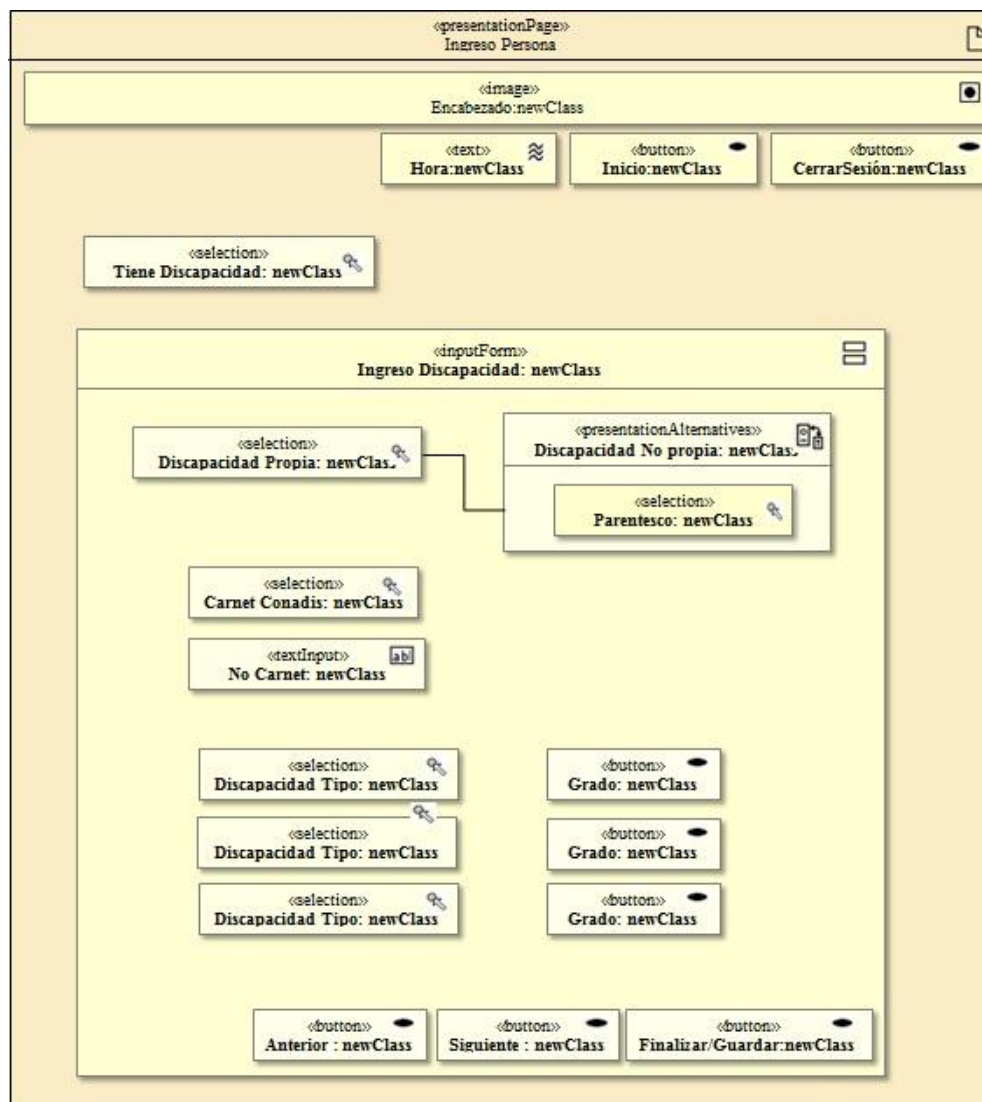 «presentationPage»
Ingreso Persona
«image»
Encabezado:newClass
«text»
Hora:newClass
«button»
Inicio:newClass
«button»
CerrarSesión:newClass
«selection»
Tiene Discapacidad: newClass
«inputForm»
Ingreso Discapacidad: newClass
«selection»
Discapacidad Propia: newClass
«presentationAlternatives»
Discapacidad No propia: newClass
«selection»
Parentesco: newClass
«selection»
Carnet Conadis: newClass
«textInput»
ab
No Carnet: newClass
«selection»
Discapacidad Tipo: newClass
«button»
Grado: newClass
«selection»
Discapacidad Tipo: newClass
«button»
Grado: newClass
«selection»
Discapacidad Tipo: newClass
«button»
Grado: newClass
«button»
Anterior : newClass
«button»
Siguiente : newClass
«button»
Finalizar/Guardar:newClass